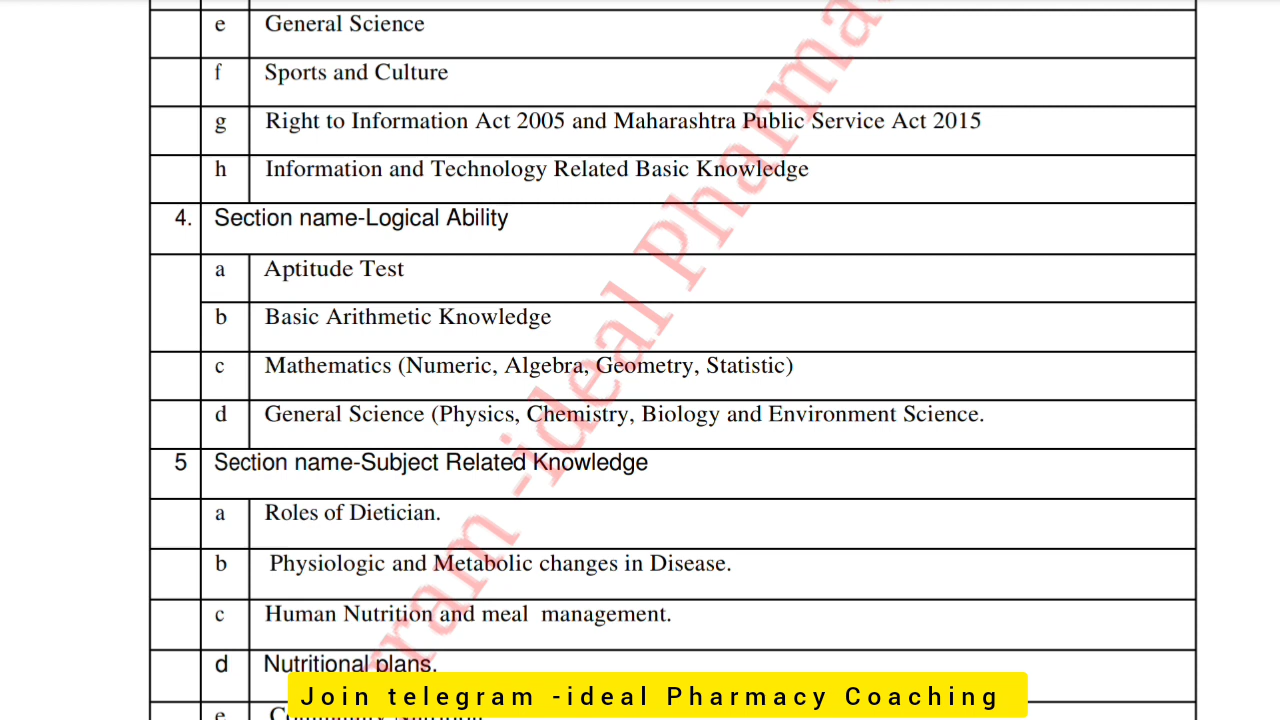 e General Science
f Sports and Culture
g Right to Information Act 2005 and Maharashtra Public Service Act 2015
h Information and Technology Related Basic Knowledge
4. Section name-Logical Ability
a Aptitude Test
b Basic Arithmetic Knowledge
c Mathematics (Numeric, Algebra, Geometry, Statistic)
d General Science (Physics, Chemistry, Biology and Environment Science.
5 Section name-Subject Related Knowledge
a Roles of Dietician.
b Physiologic and Metabolic changes in Disease.
c Human Nutrition and meal management.
d Nutritional plans.
e
Join telegram -ideal Pharmacy Coaching
-ideal